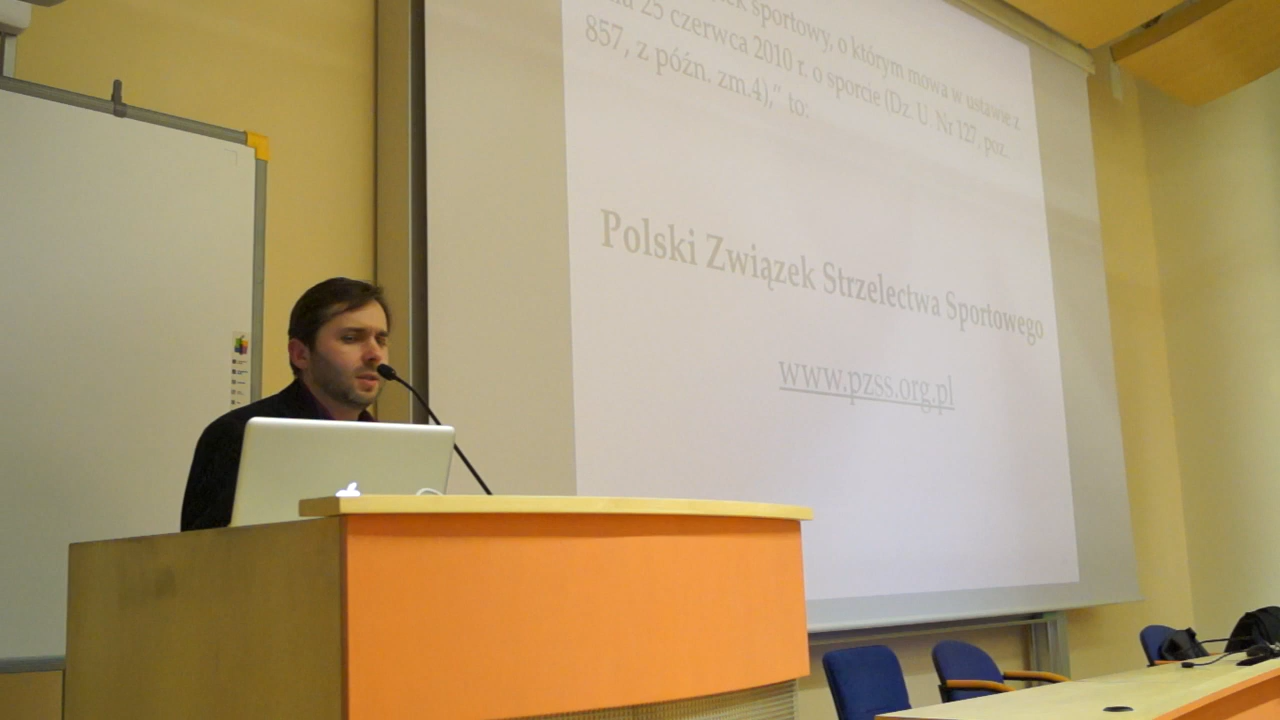 sportowy, o którym mowa w ustawie z
25 czerwca 2010 r. o sporcie (Dz. U. Nr 127, poz.
857, z późn. zm.4),” to:
Polski Związek Strzelectwa Sportowego
www.pzss.org.pl